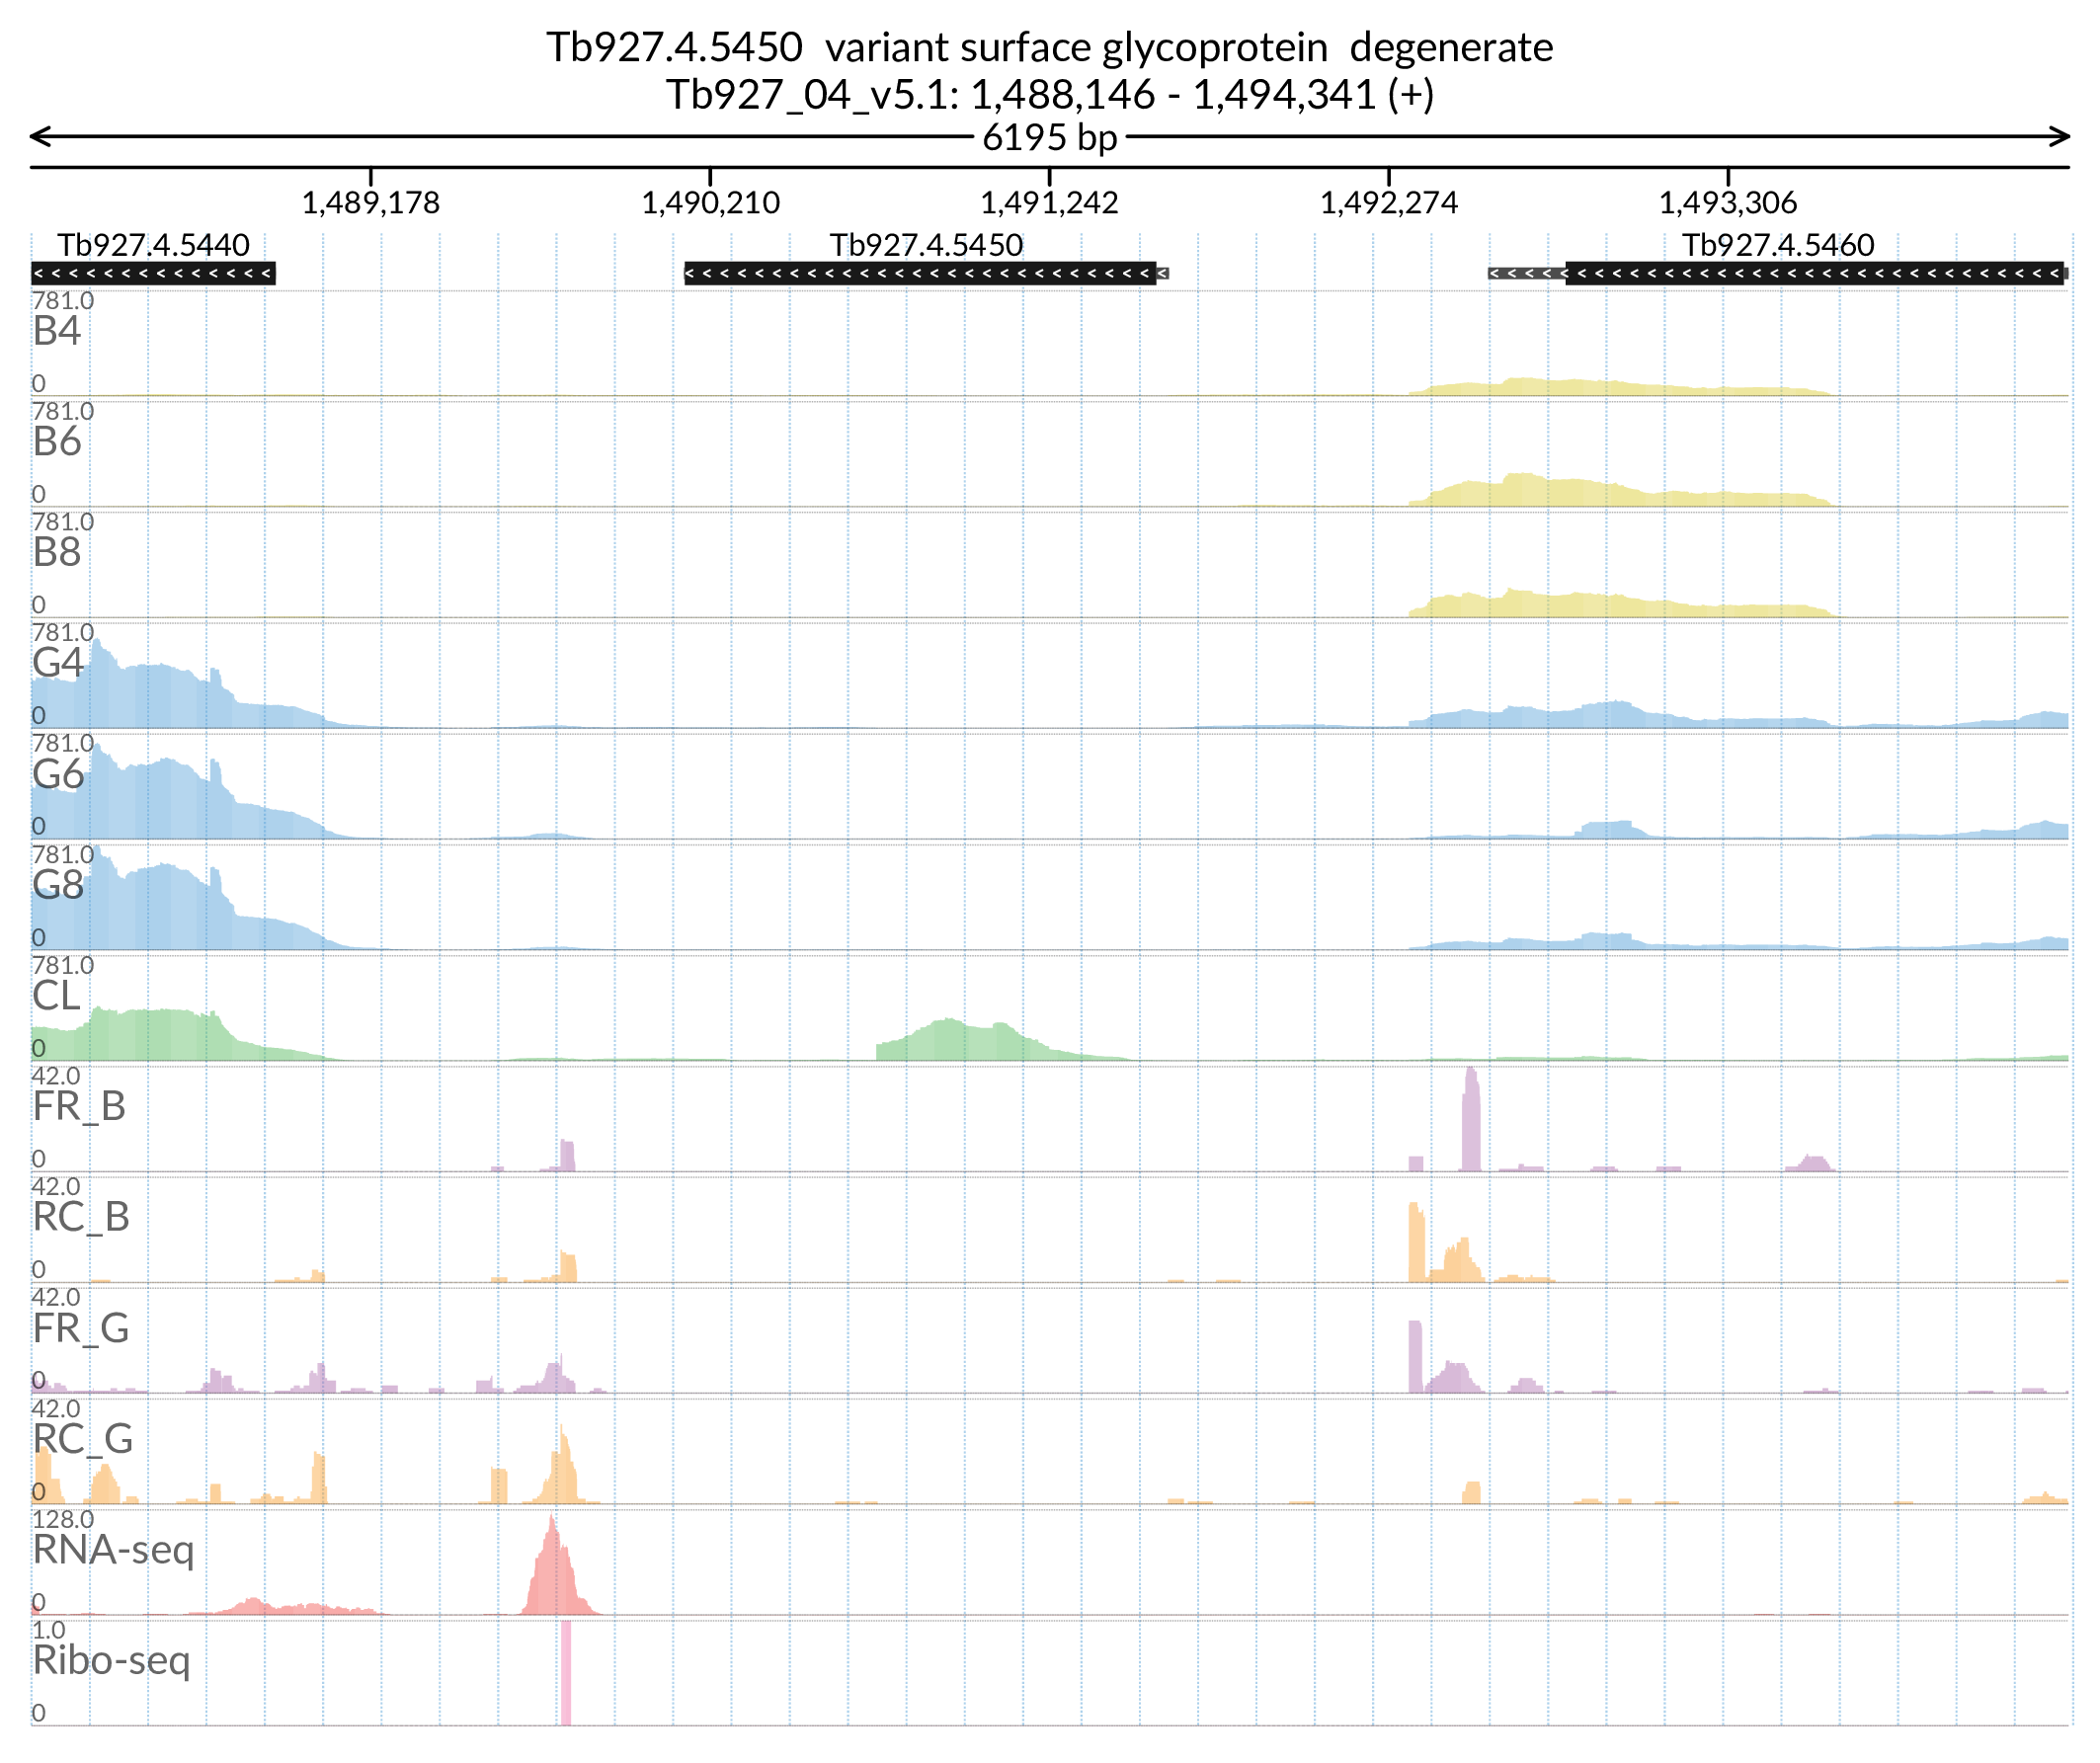 Tb927.4.5450 variant surface glycoprotein degenerate
Tb927_04_v5.1: 1,488,146 - 1,494,341 (+)
6195 bp
1,489,178 1,490,210 1,491,242 1,492,274 1,493,306
Tb927.4.5440 Tb927.4.5450 Tb927.4.5460
781.0
B4
0
781.0
B6
0
781.0
B8
0
781.0
G4
0
781.0
G6
0
781.0
G8
0
781.0
CL
0
42.0
FR_B
0
42.0
RC_B
0
42.0
FR_G
0
42.0
RC_G
0
128.0
RNA-seq
0
1.0
Ribo-seq
0